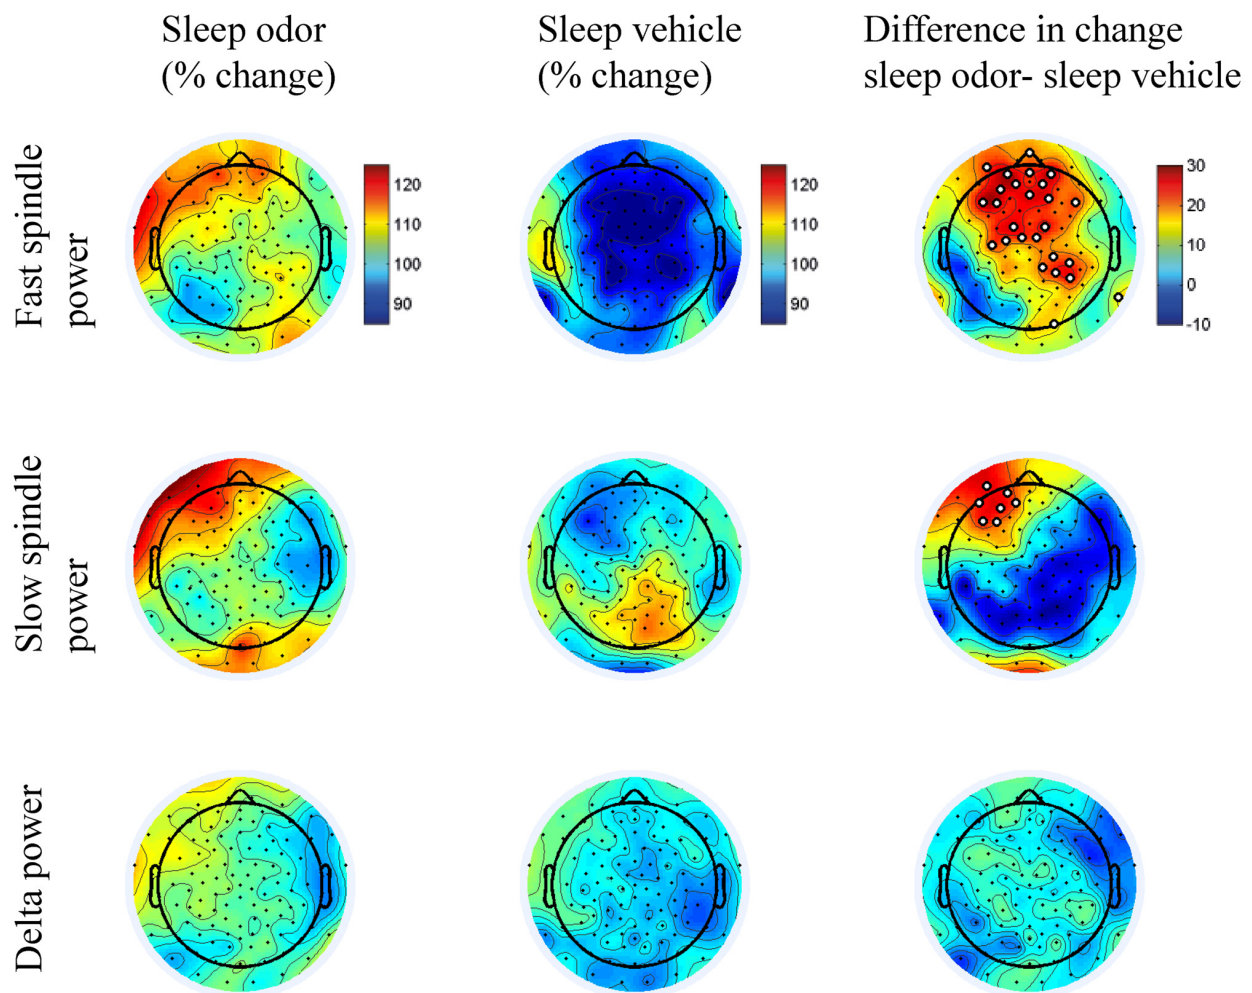 Sleep odor
(% change)
Sleep vehicle
(% change)
Difference in change
sleep odor- sleep vehicle
Fast spindle
power
120
110
100
90
120
110
100
90
30
20
10
0
-10
Slow spindle
power
Delta power